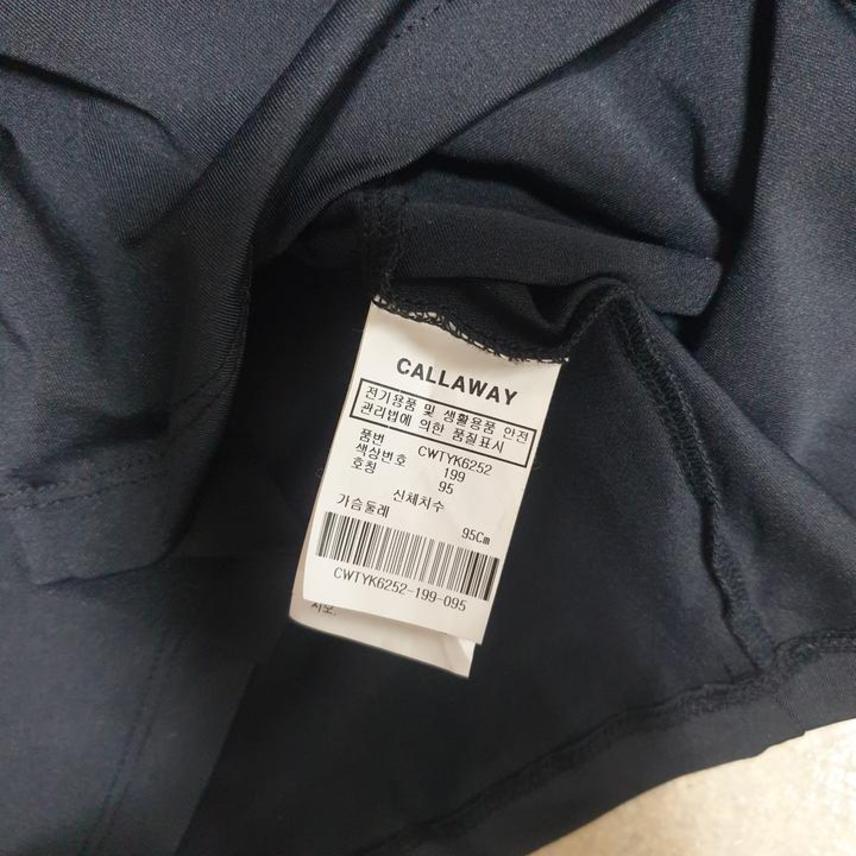 CALLAWAY
전기용품 및 생활용품 안전
관리법에 의한 품질표시
품번 CWTYK6252
색상번호 199
호칭 95
신체치수
가슴둘레 95Cm
CWTYK6252-199-095